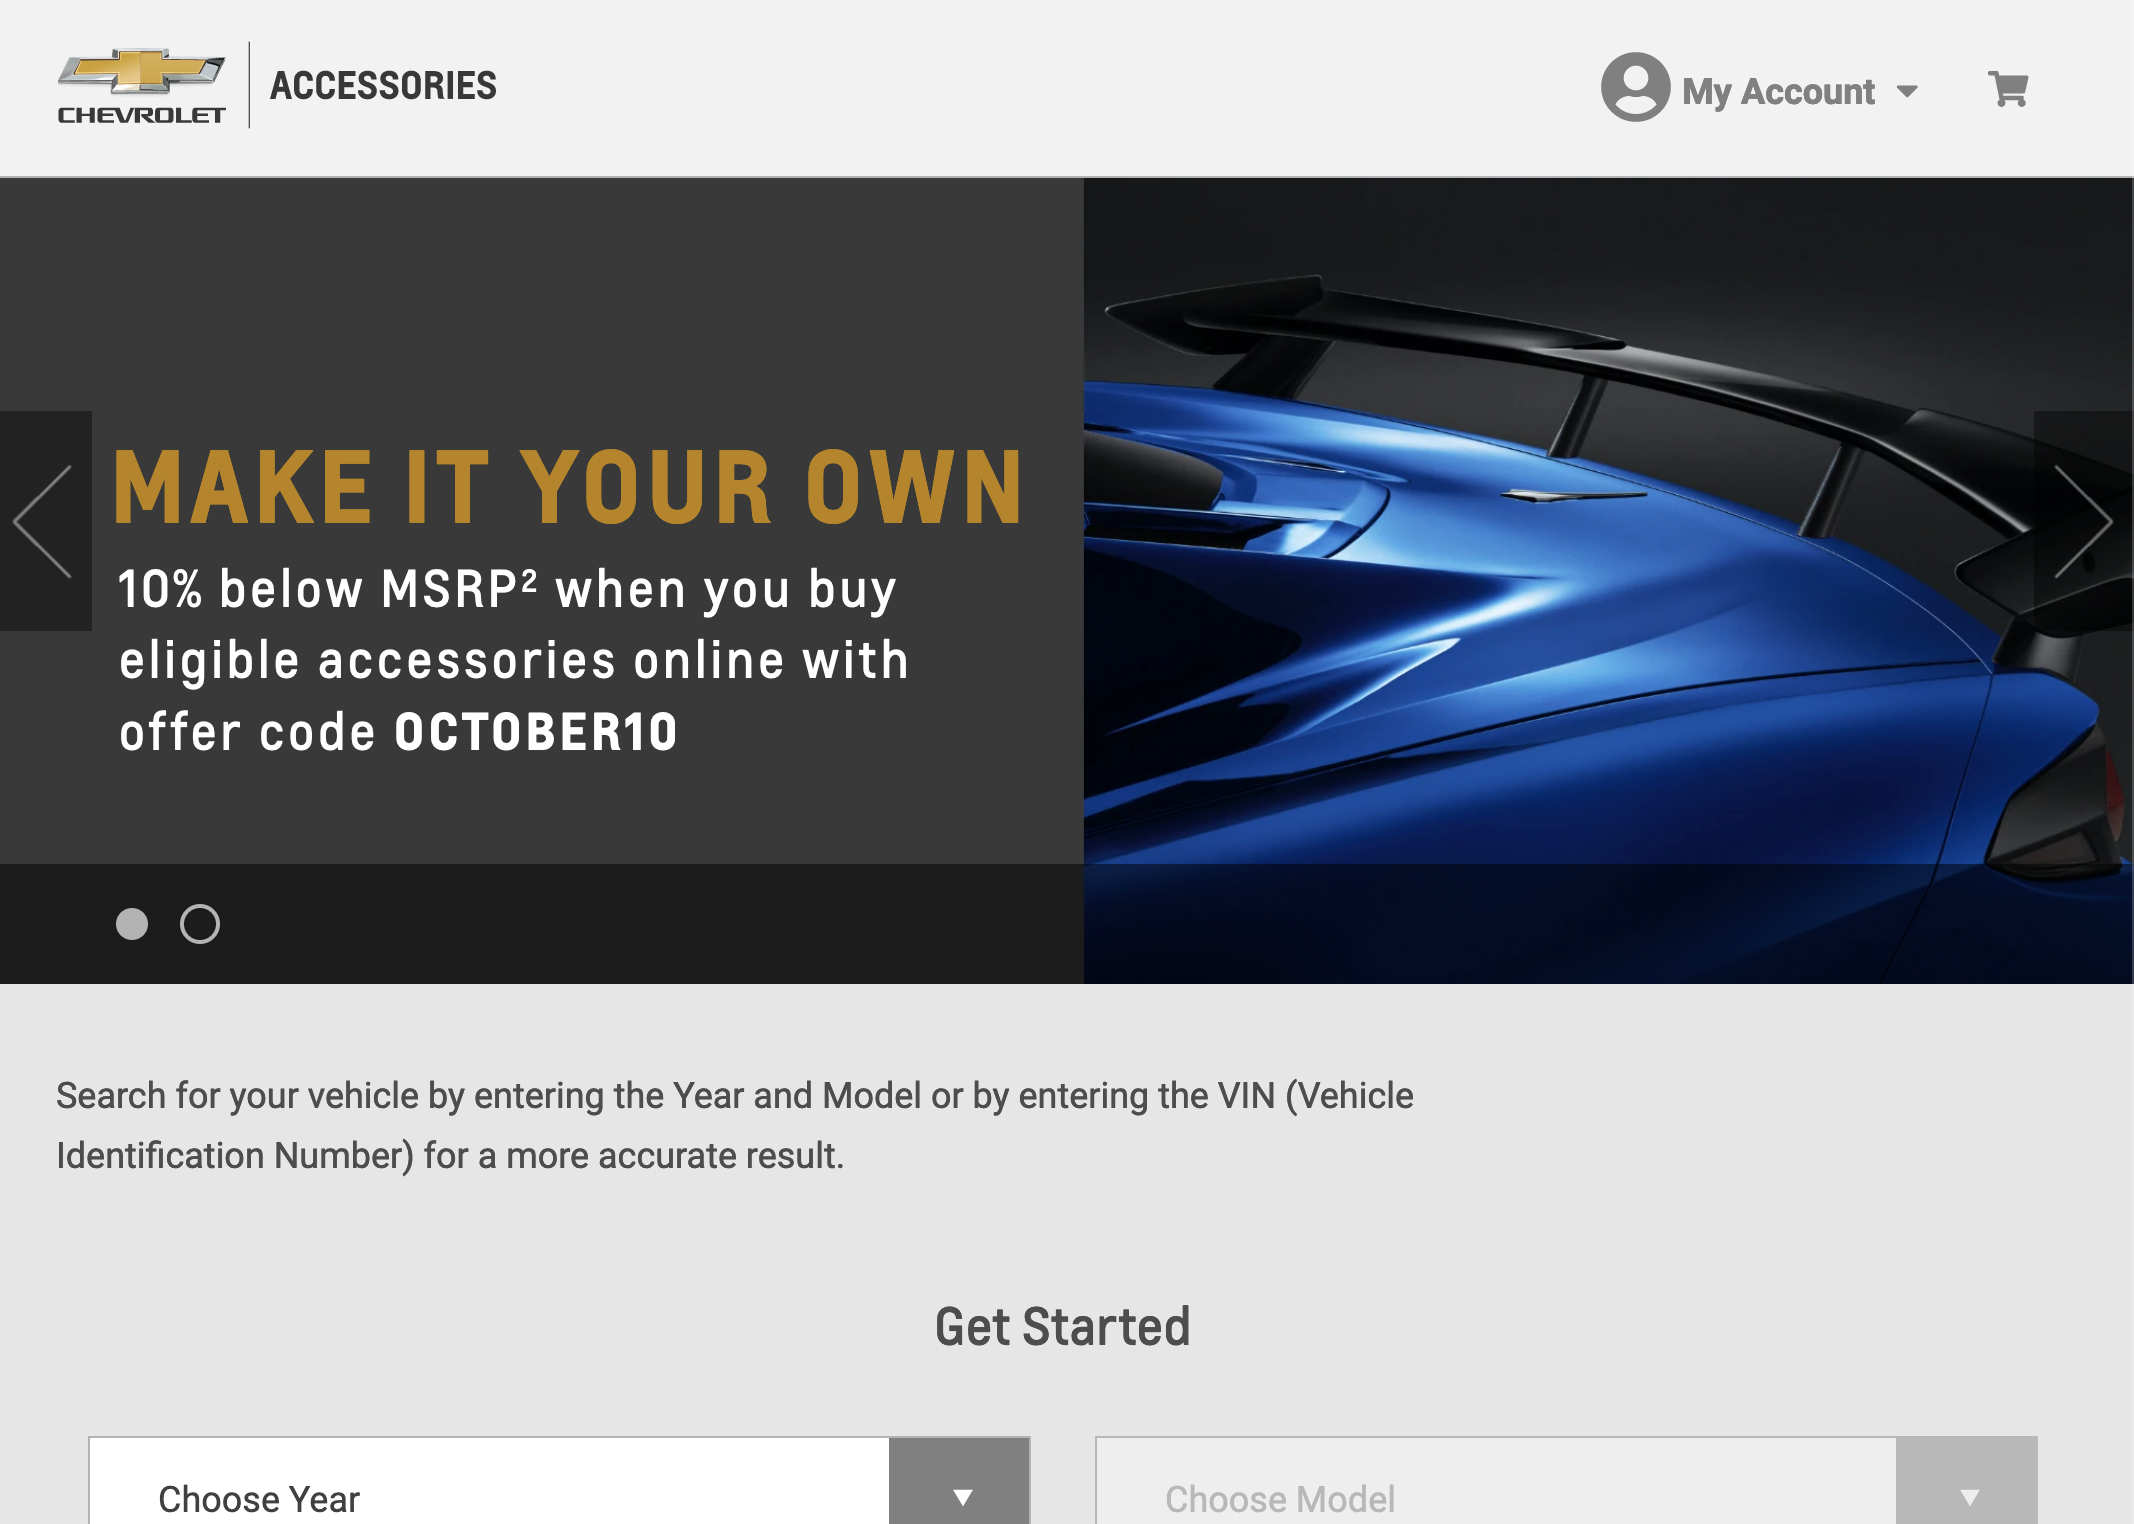 CHEVROLET
ACCESSORIES
My Account
MAKE IT YOUR OWN
10% below MSRP² when you buy
eligible accessories online with
offer code OCTOBER10
Search for your vehicle by entering the Year and Model or by entering the VIN (Vehicle
Identification Number) for a more accurate result.
Get Started
Choose Year
Choose Model